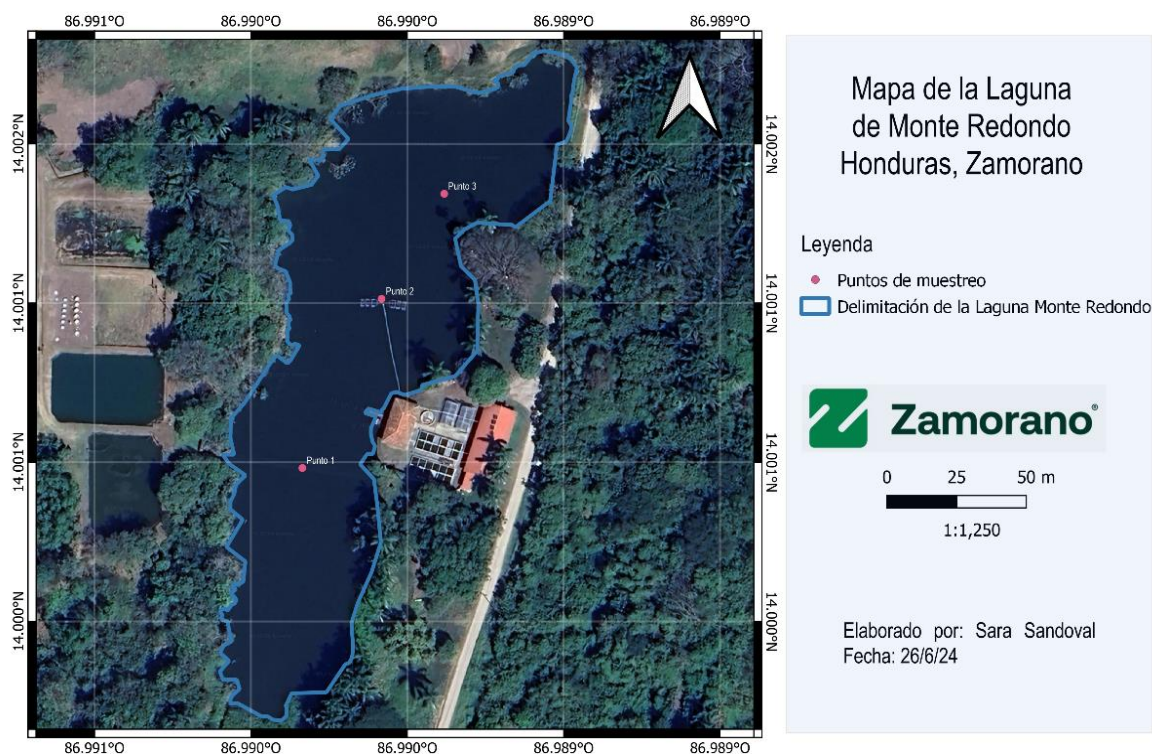 86.991°O 86.990°O 86.990°O 86.989°O 86.989°O
14.002°N
14.001°N
14.001°N
14.000°N
Punto 3
Punto 2
Punto 1
14.002°N
14.001°N
14.001°N
14.000°N
86.991°O 86.990°O 86.990°O 86.989°O 86.989°O
Mapa de la Laguna
de Monte Redondo
Honduras, Zamorano
Leyenda
Puntos de muestreo
Delimitación de la Laguna Monte Redondo
Zamorano®
0 25 50 m
1:1,250
Elaborado por: Sara Sandoval
Fecha: 26/6/24